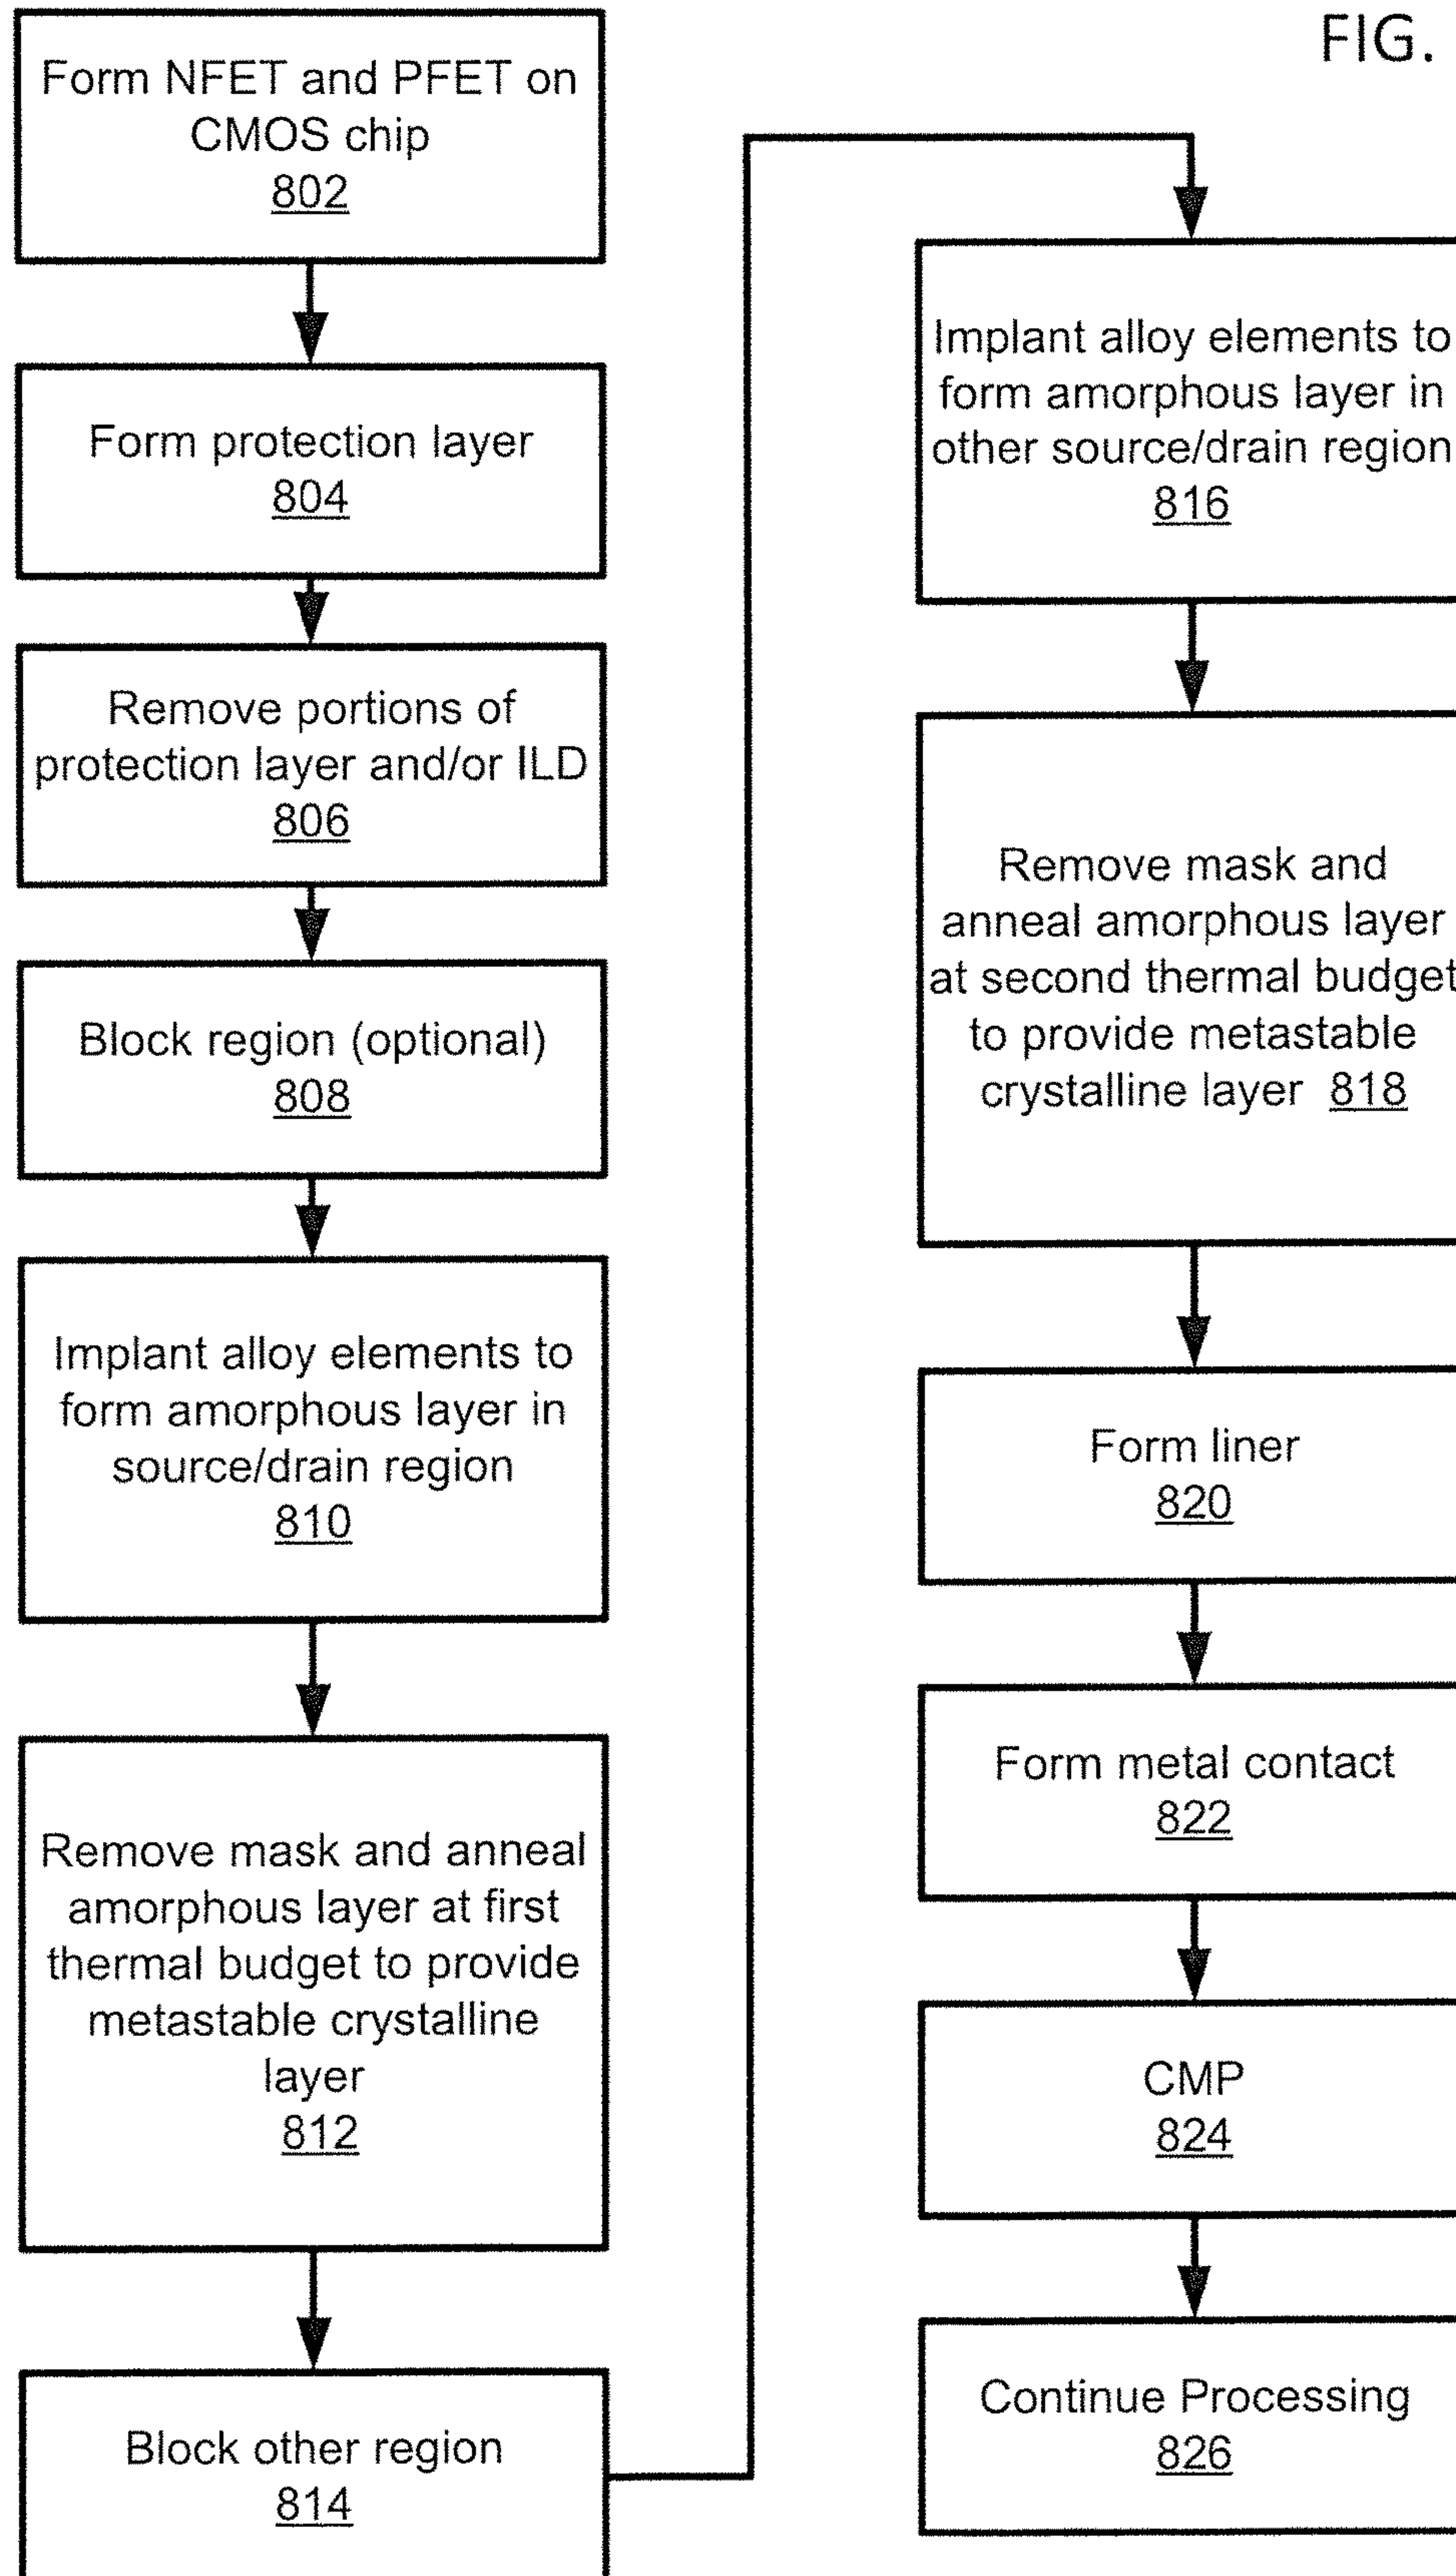 FIG.
Form NFET and PFET on
CMOS chip
802
Form protection layer
804
Remove portions of
protection layer and/or ILD
806
Block region (optional)
808
Implant alloy elements to
form amorphous layer in
source/drain region
810
Remove mask and anneal
amorphous layer at first
thermal budget to provide
metastable crystalline
layer
812
Block other region
814
Implant alloy elements to
form amorphous layer in
other source/drain region
816
Remove mask and
anneal amorphous layer
at second thermal budget
to provide metastable
crystalline layer 818
Form liner
820
Form metal contact
822
CMP
824
Continue Processing
826